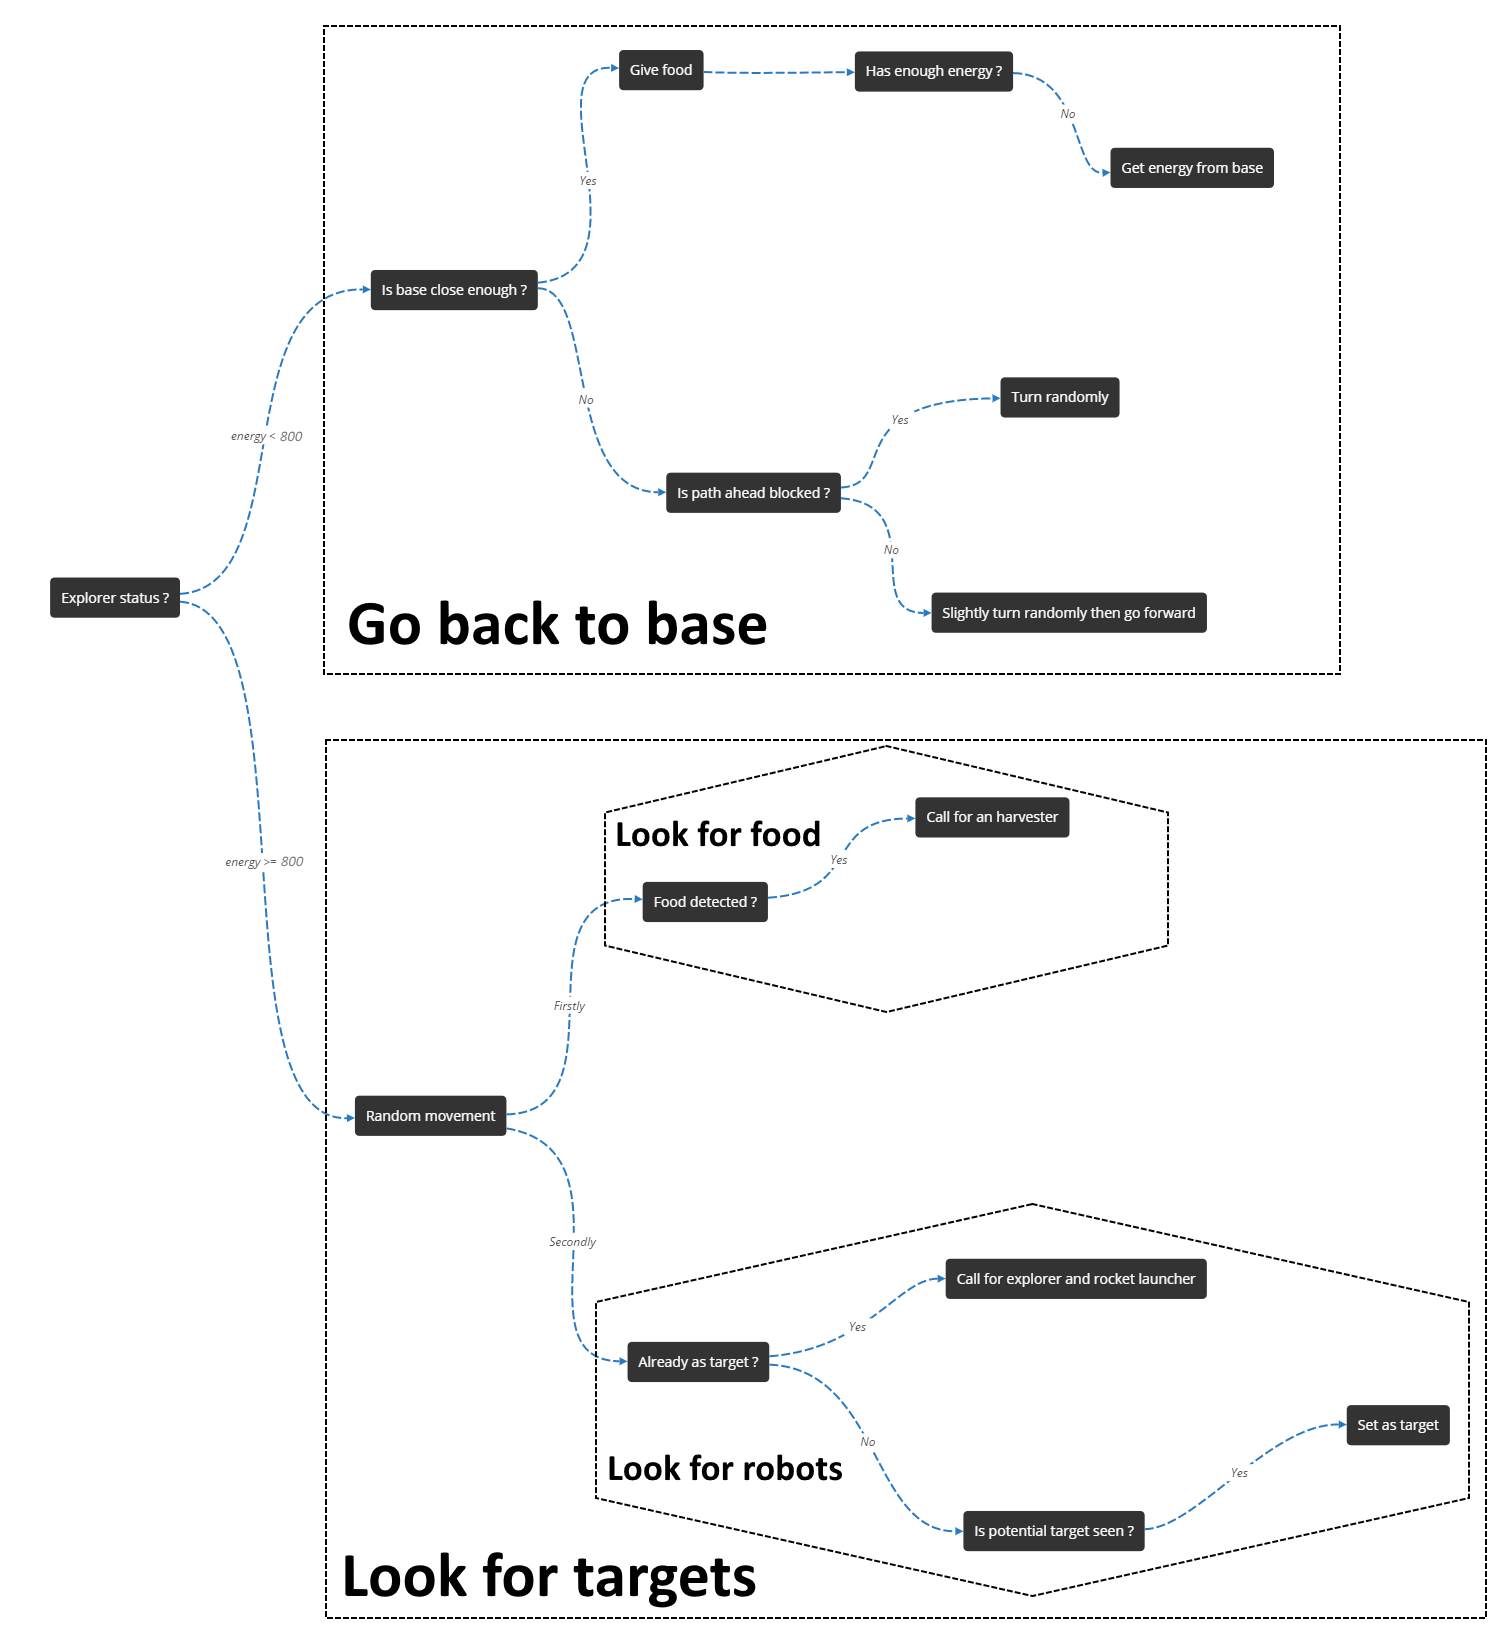 Give food
Has enough energy ?
No
Get energy from base
Yes
Is base close enough ?
No
Turn randomly
Yes
energy < 800
Is path ahead blocked ?
No
Explorer status ?
Slightly turn randomly then go forward
Go back to base
Look for food
Call for an harvester
Yes
energy >= 800
Food detected ?
Firstly
Random movement
Secondly
Call for explorer and rocket launcher
Yes
Already as target ?
Set as target
No
Look for robots
Yes
Is potential target seen ?
Look for targets